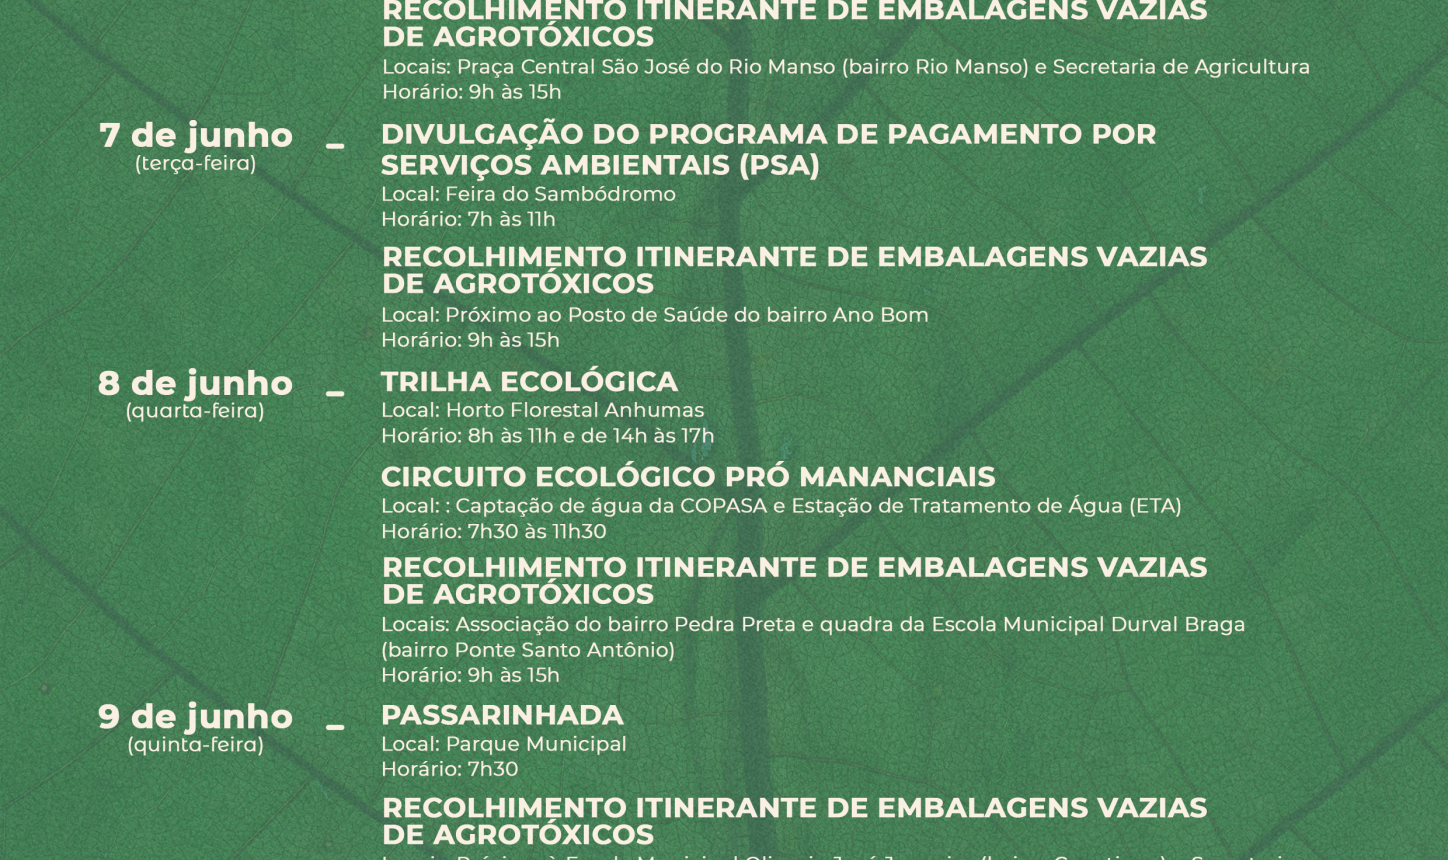 RECOLHIMENTO ITINERANTE DE EMBALAGENS VAZIAS
DE AGROTÓXICOS
Locais: Praça Central São José do Rio Manso (bairro Rio Manso) e Secretaria de Agricultura
Horário: 9h às 15h
7 de junho
(terça-feira)
–
DIVULGAÇÃO DO PROGRAMA DE PAGAMENTO POR
SERVIÇOS AMBIENTAIS (PSA)
Local: Feira do Sambódromo
Horário: 7h às 11h
RECOLHIMENTO ITINERANTE DE EMBALAGENS VAZIAS
DE AGROTÓXICOS
Local: Próximo ao Posto de Saúde do bairro Ano Bom
Horário: 9h às 15h
8 de junho
(quarta-feira)
–
TRILHA ECOLÓGICA
Local: Horto Florestal Anhumas
Horário: 8h às 11h e de 14h às 17h
CIRCUITO ECOLÓGICO PRÓ MANANCIAIS
Local: : Captação de água da COPASA e Estação de Tratamento de Água (ETA)
Horário: 7h30 às 11h30
RECOLHIMENTO ITINERANTE DE EMBALAGENS VAZIAS
DE AGROTÓXICOS
Locais: Associação do bairro Pedra Preta e quadra da Escola Municipal Durval Braga
(bairro Ponte Santo Antônio)
Horário: 9h às 15h
9 de junho
(quinta-feira)
–
PASSARINHADA
Local: Parque Municipal
Horário: 7h30
RECOLHIMENTO ITINERANTE DE EMBALAGENS VAZIAS
DE AGROTÓXICOS